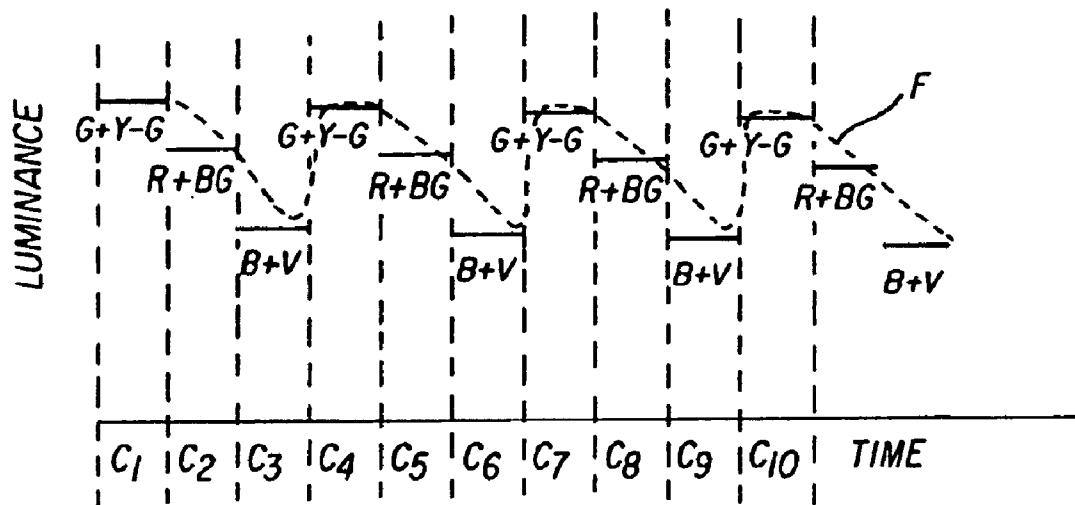 LUMINANCE
F
G+Y-G
G+Y-G
G+Y-G
G+Y-G
R+BG
R+BG
R+BG
R+BG
B+V
B+V
B+V
B+V
C1 C2 C3 C4 C5 C6 C7 C8 C9 C10 TIME